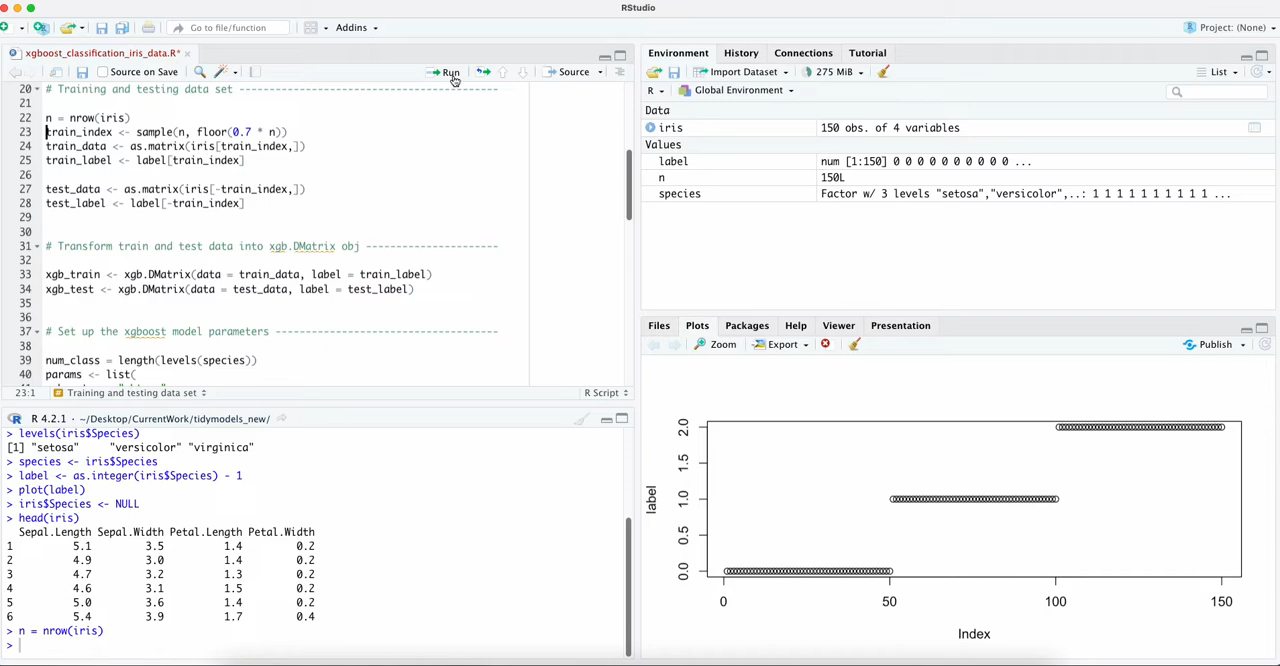 RStudio
Go to file/function
Addins
Project: (None)
xgboost_classification_iris_data.R*
Source on Save
Run
Source
20 # Training and testing data set ------------------------------------
21
22 n = nrow(iris)
23 train_index <- sample(n, floor(0.7 * n))
24 train_data <- as.matrix(iris[train_index,])
25 train_label <- label[train_index]
26
27 test_data <- as.matrix(iris[-train_index,])
28 test_label <- label[-train_index]
29
30
31 # Transform train and test data into xgb.DMatrix obj ------------------
32
33 xgb_train <- xgb.DMatrix(data = train_data, label = train_label)
34 xgb_test <- xgb.DMatrix(data = test_data, label = test_label)
35
36
37 # Set up the xgboost model parameters -------------------------------
38
39 num_class = length(levels(species))
40 params <- list(
23:1 Training and testing data set R Script
R 4.2.1 · ~/Desktop/CurrentWork/tidymodels_new/
> levels(iris$Species)
[1] "setosa" "versicolor" "virginica"
> species <- iris$Species
> label <- as.integer(iris$Species) - 1
> plot(label)
> iris$Species <- NULL
> head(iris)
Sepal.Length Sepal.Width Petal.Length Petal.Width
1 5.1 3.5 1.4 0.2
2 4.9 3.0 1.4 0.2
3 4.7 3.2 1.3 0.2
4 4.6 3.1 1.5 0.2
5 5.0 3.6 1.4 0.2
6 5.4 3.9 1.7 0.4
> n = nrow(iris)
>
Environment History Connections Tutorial
Import Dataset 275 MiB List
R Global Environment
Data
iris 150 obs. of 4 variables
Values
label num [1:150] 0 0 0 0 0 0 0 0 0 0 ...
n 150L
species Factor w/ 3 levels "setosa","versicolor",..: 1 1 1 1 1 1 1 1 1 1 ...
Files Plots Packages Help Viewer Presentation
Zoom Export Publish
2.0
1.5
1.0
0.5
0.0
label
0 50 100 150
Index